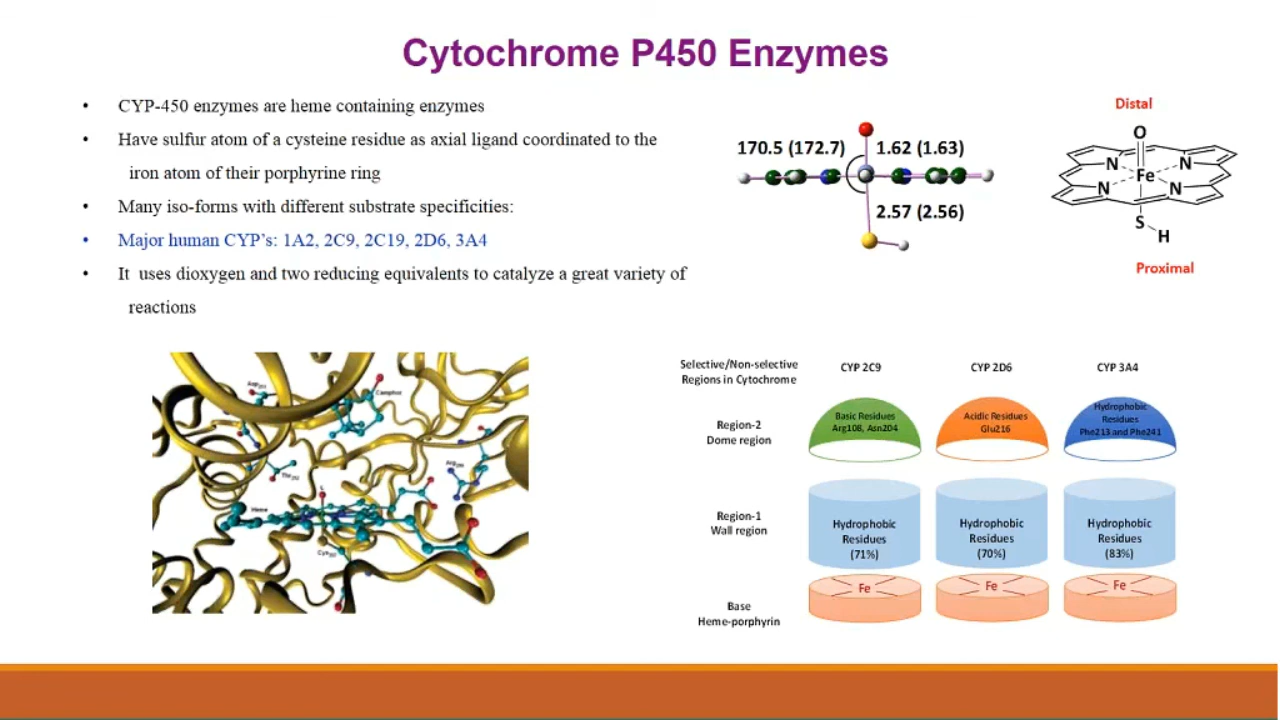 Cytochrome P450 Enzymes
• CYP-450 enzymes are heme containing enzymes
• Have sulfur atom of a cysteine residue as axial ligand coordinated to the
iron atom of their porphyrine ring
• Many iso-forms with different substrate specificities:
• Major human CYP's: 1A2, 2C9, 2C19, 2D6, 3A4
• It uses dioxygen and two reducing equivalents to catalyze a great variety of
reactions
170.5 (172.7)
1.62 (1.63)
2.57 (2.56)
Distal
O
N N
Fe
N N
S
H
Proximal
Camphor
Heme
L
Selective/Non-selective
Regions in Cytochrome
CYP 2C9
CYP 2D6
CYP 3A4
Region-2
Dome region
Basic Residues
Arg108, Asn204
Acidic Residues
Glu216
Hydrophobic
Residues
Phe213 and Phe241
Region-1
Wall region
Hydrophobic
Residues
(71%)
Hydrophobic
Residues
(70%)
Hydrophobic
Residues
(83%)
Base
Heme-porphyrin
Fe
Fe
Fe